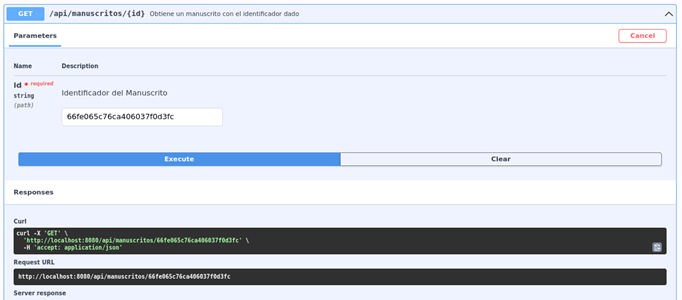 GET /api/manuscritos/{id} Obtiene un manuscrito con el identificador dado
Parameters Cancel
Name Description
id * required
string
(path)
Identificador del Manuscrito
66fe065c76ca406037f0d3fc
Execute Clear
Responses
Curl
curl -X 'GET' \
'http://localhost:8080/api/manuscritos/66fe065c76ca406037f0d3fc' \
-H 'accept: application/json'
Request URL
http://localhost:8080/api/manuscritos/66fe065c76ca406037f0d3fc
Server response